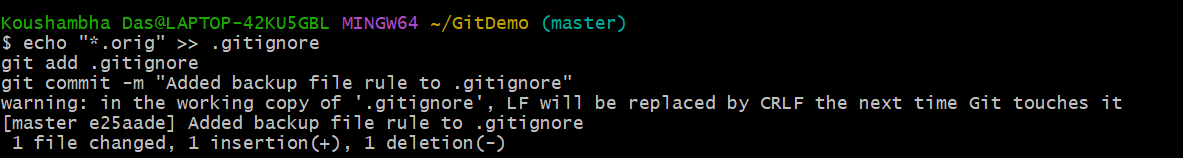 Koushambha Das@LAPTOP-42KU5GBL MINGW64 ~/GitDemo (master)
$ echo "*.orig" >> .gitignore
git add .gitignore
git commit -m "Added backup file rule to .gitignore"
warning: in the working copy of '.gitignore', LF will be replaced by CRLF the next time Git touches it
[master e25aade] Added backup file rule to .gitignore
 1 file changed, 1 insertion(+), 1 deletion(-)